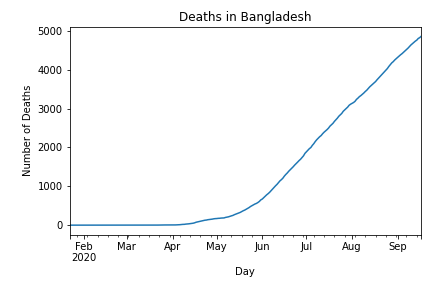 Deaths in Bangladesh
5000
4000
3000
2000
1000
0
Number of Deaths
Feb Mar Apr May Jun Jul Aug Sep
2020
Day